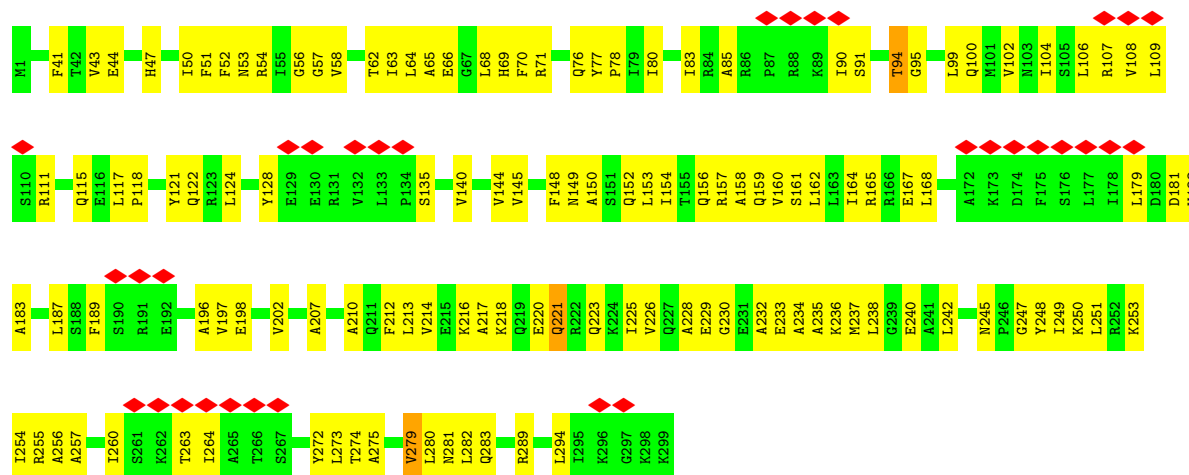 M1 F41 T42 V43 E44 H47 I50 F51 F52 N53 R54 I55 G56 G57 V58 T62 I63 L64 A65 E66 G67 L68 H69 F70 R71 Q76 Y77 P78 I79 I80 I83 R84 A85 R86 P87 R88 K89 I90 S91 T94 G95 L99 Q100 M101 V102 N103 I104 S105 L106 R107 V108 L109
S110 R111 Q115 E116 L117 P118 Y121 Q122 R123 L124 Y128 E129 E130 R131 V132 L133 P134 S135 V140 V144 V145 F148 N149 A150 S151 Q152 L153 I154 T155 Q156 R157 A158 Q159 V160 S161 L162 L163 I164 R165 R166 E167 L168 A172 K173 D174 F175 S176 L177 I178 L179 D180 D181
A183 L187 S188 F189 S190 R191 E192 A196 V197 E198 V202 A207 A210 Q211 F212 L213 V214 E215 K216 A217 K218 Q219 E220 Q221 R222 Q223 K224 I225 V226 Q227 A228 E229 G230 E231 A232 E233 A234 A235 K236 M237 L238 G239 E240 A241 L242 N245 P246 G247 Y248 I249 K250 L251 R252 K253
I254 R255 A256 A257 I260 S261 K262 T263 I264 A265 T266 S267 Y272 L273 T274 A275 V279 L280 N281 L282 Q283 R289 L294 I295 K296 G297 K298 K299